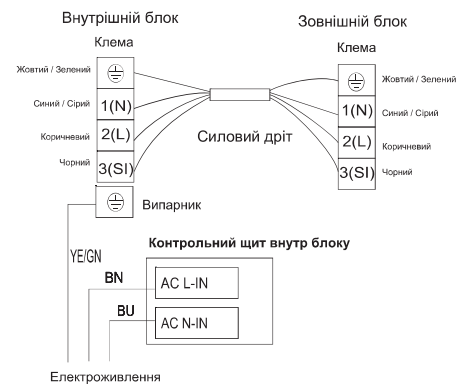 Внутрішній блок
Зовнішній блок
Клема
Клема
Жовтий / Зелений
Жовтий / Зелений
Синий / Сірий
1(N)
1(N)
Синий / Сірий
Коричневий
2(L)
Силовий дріт
2(L)
Коричневий
Чорний
3(SI)
3(SI)
Чорний
Випарник
YE/GN
Контрольний щит внутр блоку
BN
AC L-IN
BU
AC N-IN
Електроживлення